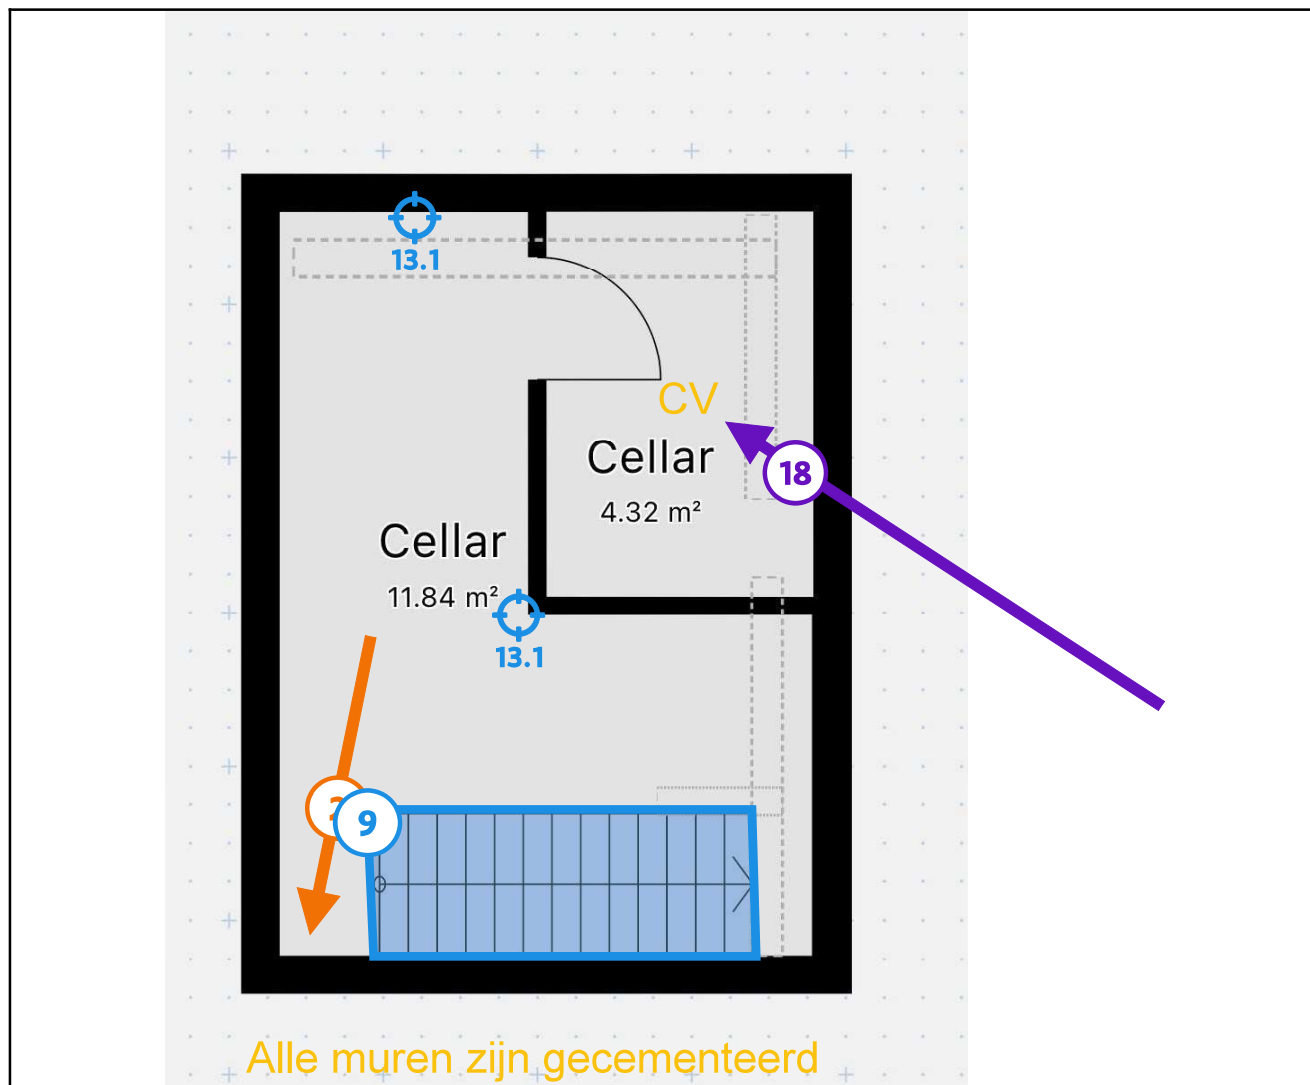 13.1
CV
Cellar
4.32 m²
18
Cellar
11.84 m²
13.1
9
Alle muren zijn gecementeerd